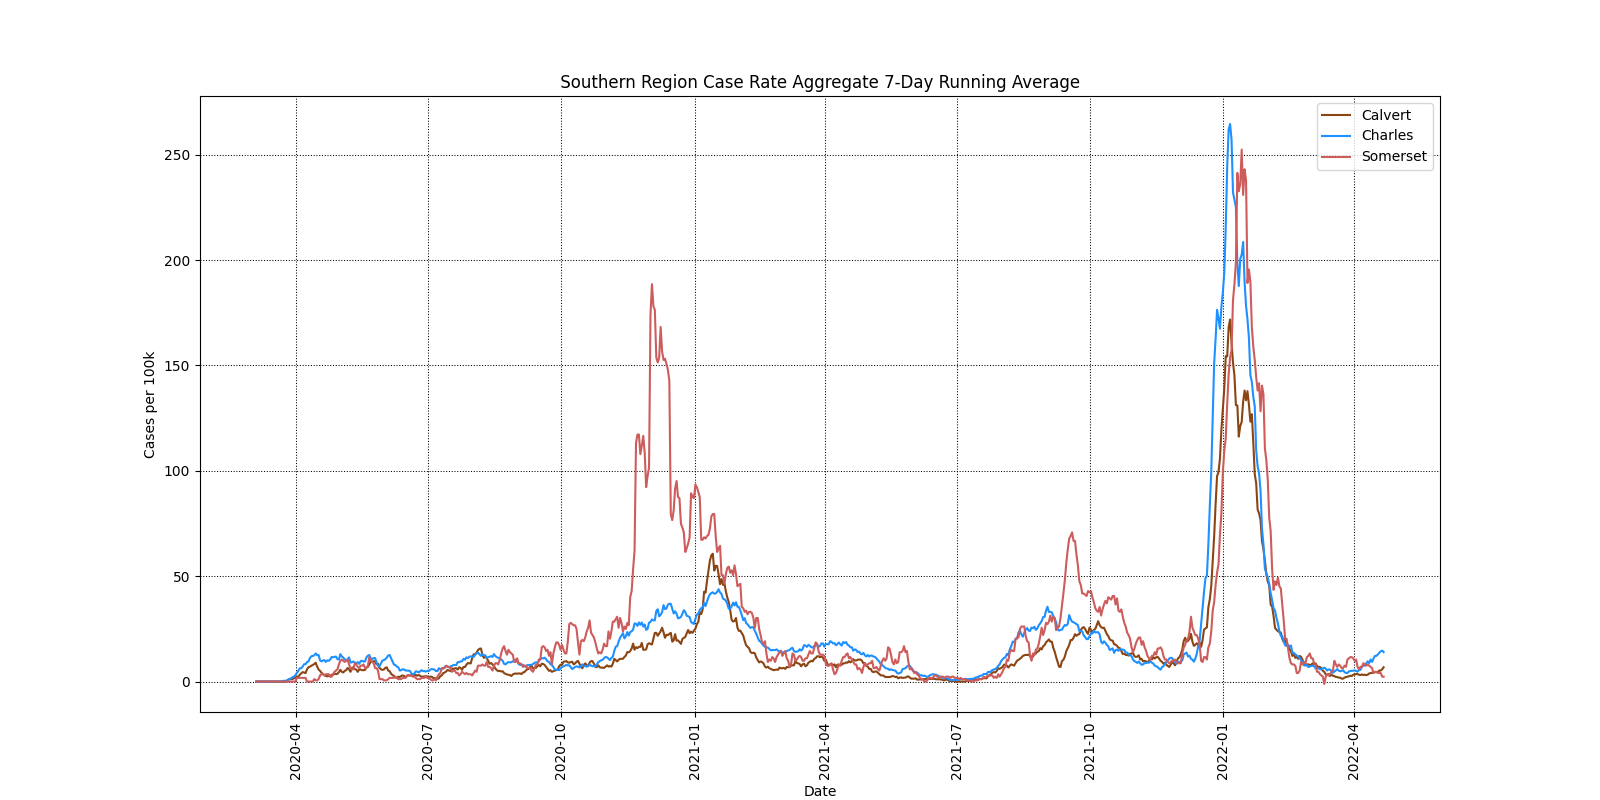 Southern Region Case Rate Aggregate 7-Day Running Average
Calvert
Charles
Somerset
Cases per 100k
250
200
150
100
50
0
2020-04
2020-07
2020-10
2021-01
2021-04
2021-07
2021-10
2022-01
2022-04
Date